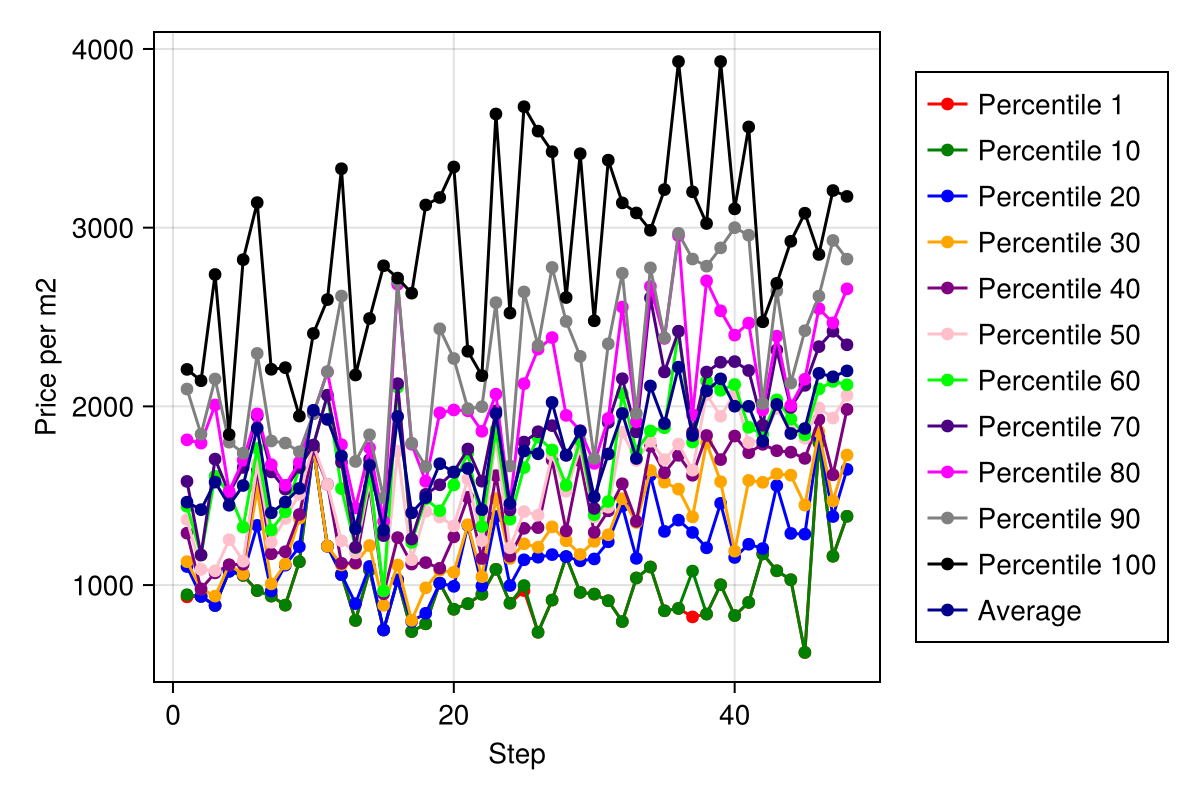 4000
3000
2000
1000
Price per m2
0
20
40
Step
Percentile 1
Percentile 10
Percentile 20
Percentile 30
Percentile 40
Percentile 50
Percentile 60
Percentile 70
Percentile 80
Percentile 90
Percentile 100
Average